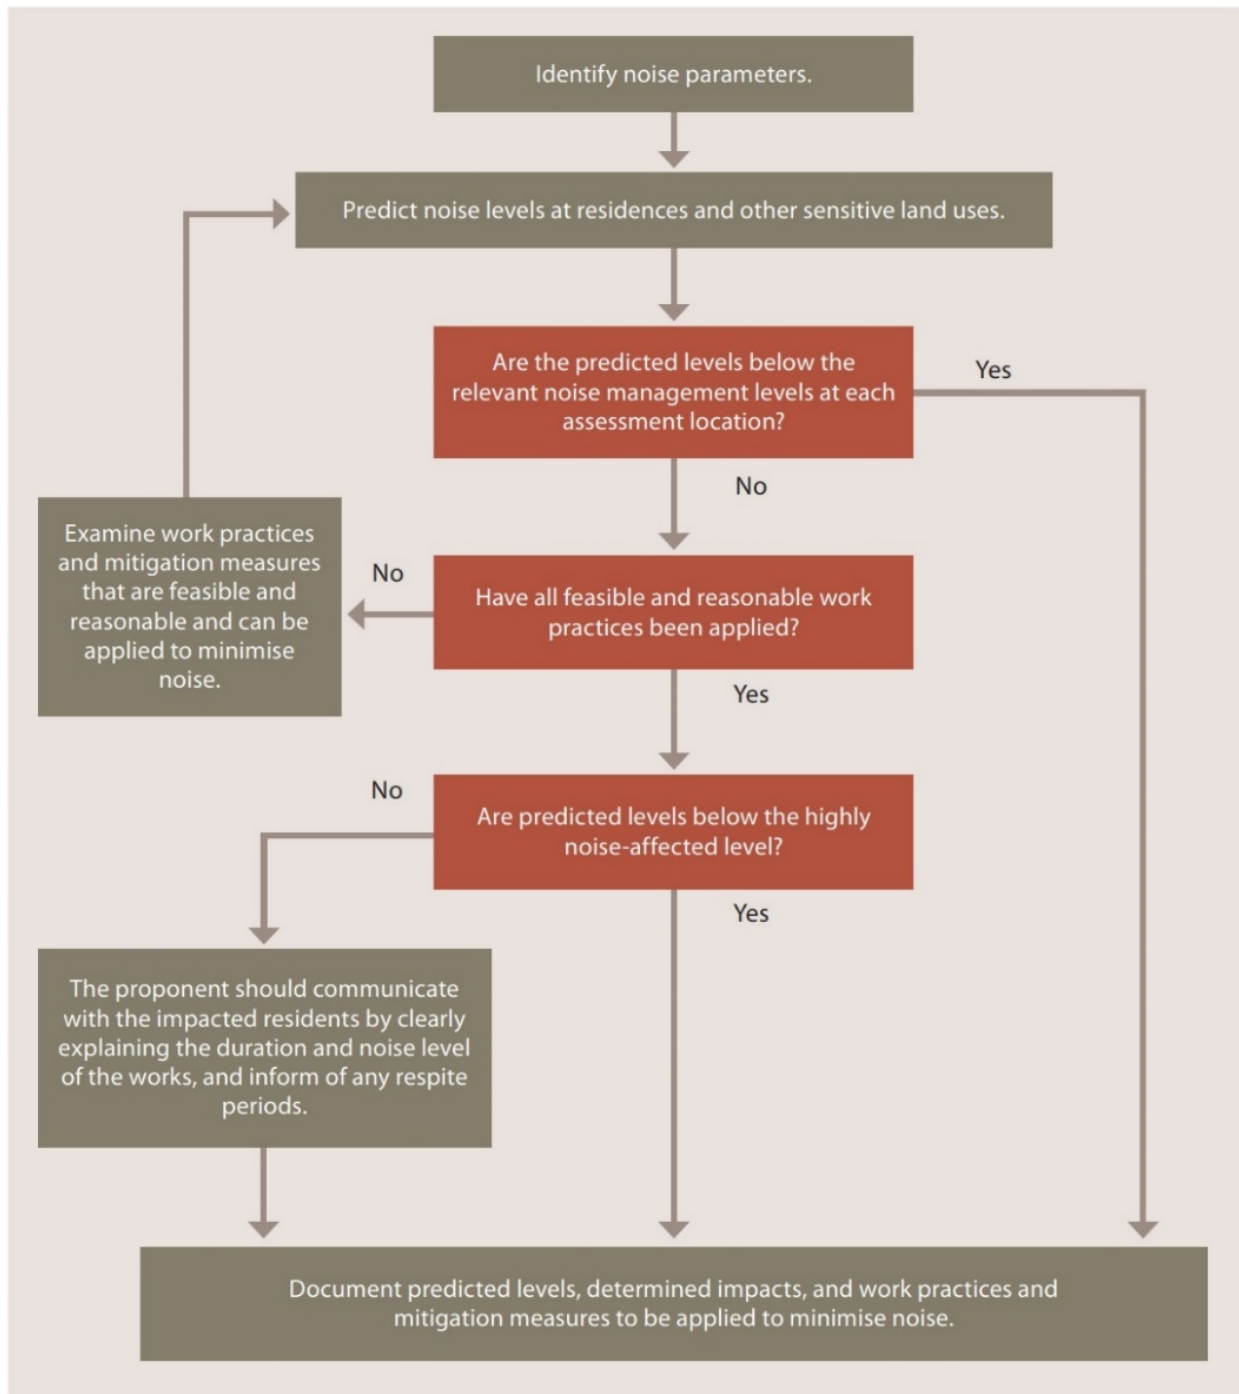 Identify noise parameters.
Predict noise levels at residences and other sensitive land uses.
Are the predicted levels below the
relevant noise management levels at each
assessment location?
Yes
No
Examine work practices
and mitigation measures
that are feasible and
reasonable and can be
applied to minimise
noise.
No
Have all feasible and reasonable work
practices been applied?
Yes
No
Are predicted levels below the highly
noise-affected level?
Yes
The proponent should communicate
with the impacted residents by clearly
explaining the duration and noise level
of the works, and inform of any respite
periods.
Document predicted levels, determined impacts, and work practices and
mitigation measures to be applied to minimise noise.